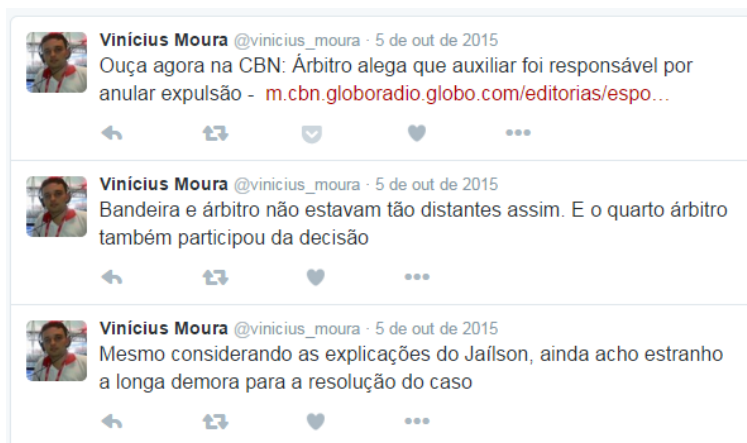 Vinícius Moura @vinicius_moura · 5 de out de 2015
Ouça agora na CBN: Árbitro alega que auxiliar foi responsável por
anular expulsão - m.cbn.globoradio.globo.com/editorias/espo...
Vinícius Moura @vinicius_moura · 5 de out de 2015
Bandeira e árbitro não estavam tão distantes assim. E o quarto árbitro
também participou da decisão
Vinícius Moura @vinicius_moura · 5 de out de 2015
Mesmo considerando as explicações do Jaílson, ainda acho estranho
a longa demora para a resolução do caso